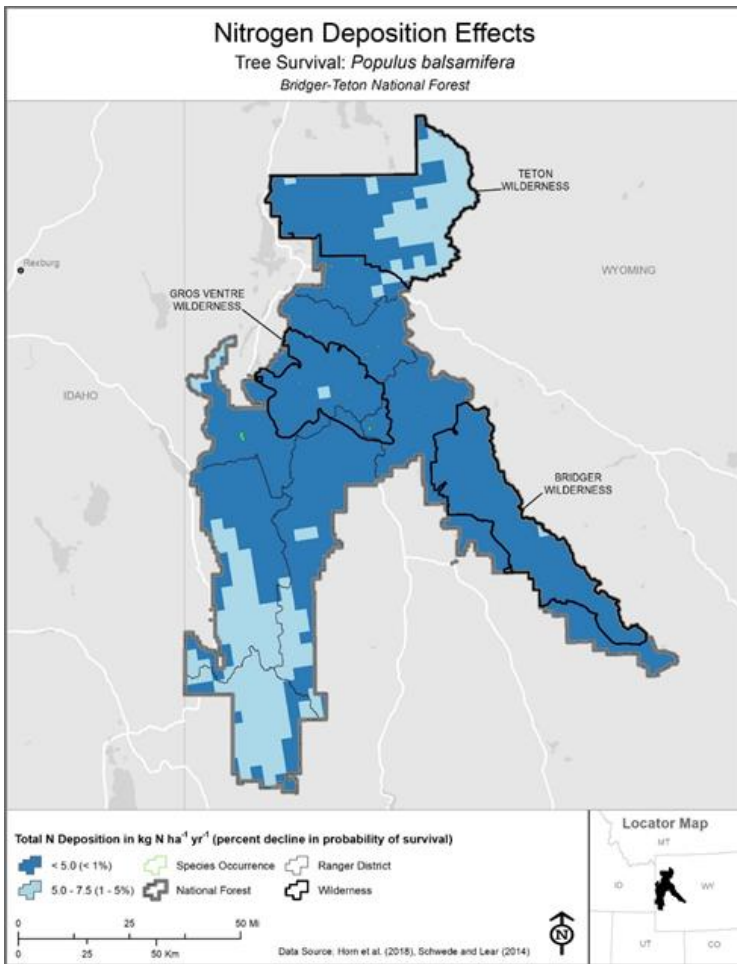 Nitrogen Deposition Effects
Tree Survival: Populus balsamifera
Bridger-Teton National Forest
TETON
WILDERNESS
Rexburg
WYOMING
GROS VENTRE
WILDERNESS
IDAHO
BRIDGER
WILDERNESS
Total N Deposition in kg N ha⁻¹ yr⁻¹ (percent decline in probability of survival)
< 5.0 (< 1%)
Species Occurrence
Ranger District
5.0 - 7.5 (1 - 5%)
National Forest
Wilderness
0 25 50 Mi
0 25 50 Km
Data Source: Horn et al. (2018), Schwede and Lear (2014)
N
Locator Map
MT
ID
WY
UT
CO